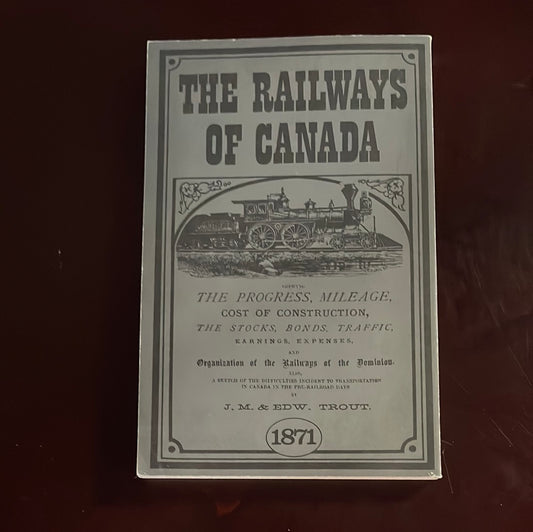 THE RAILWAYS
OF CANADA
SHEWING
THE PROGRESS, MILEAGE,
COST OF CONSTRUCTION,
THE STOCKS, BONDS, TRAFFIC,
EARNINGS, EXPENSES,
AND
Organization of the Railways of the Dominion.
ALSO,
A SKETCH OF THE DIFFICULTIES INCIDENT TO TRANSPORTATION
IN CANADA IN THE PRE-RAILROAD DAYS
BY
J. M. & EDW. TROUT.
1871